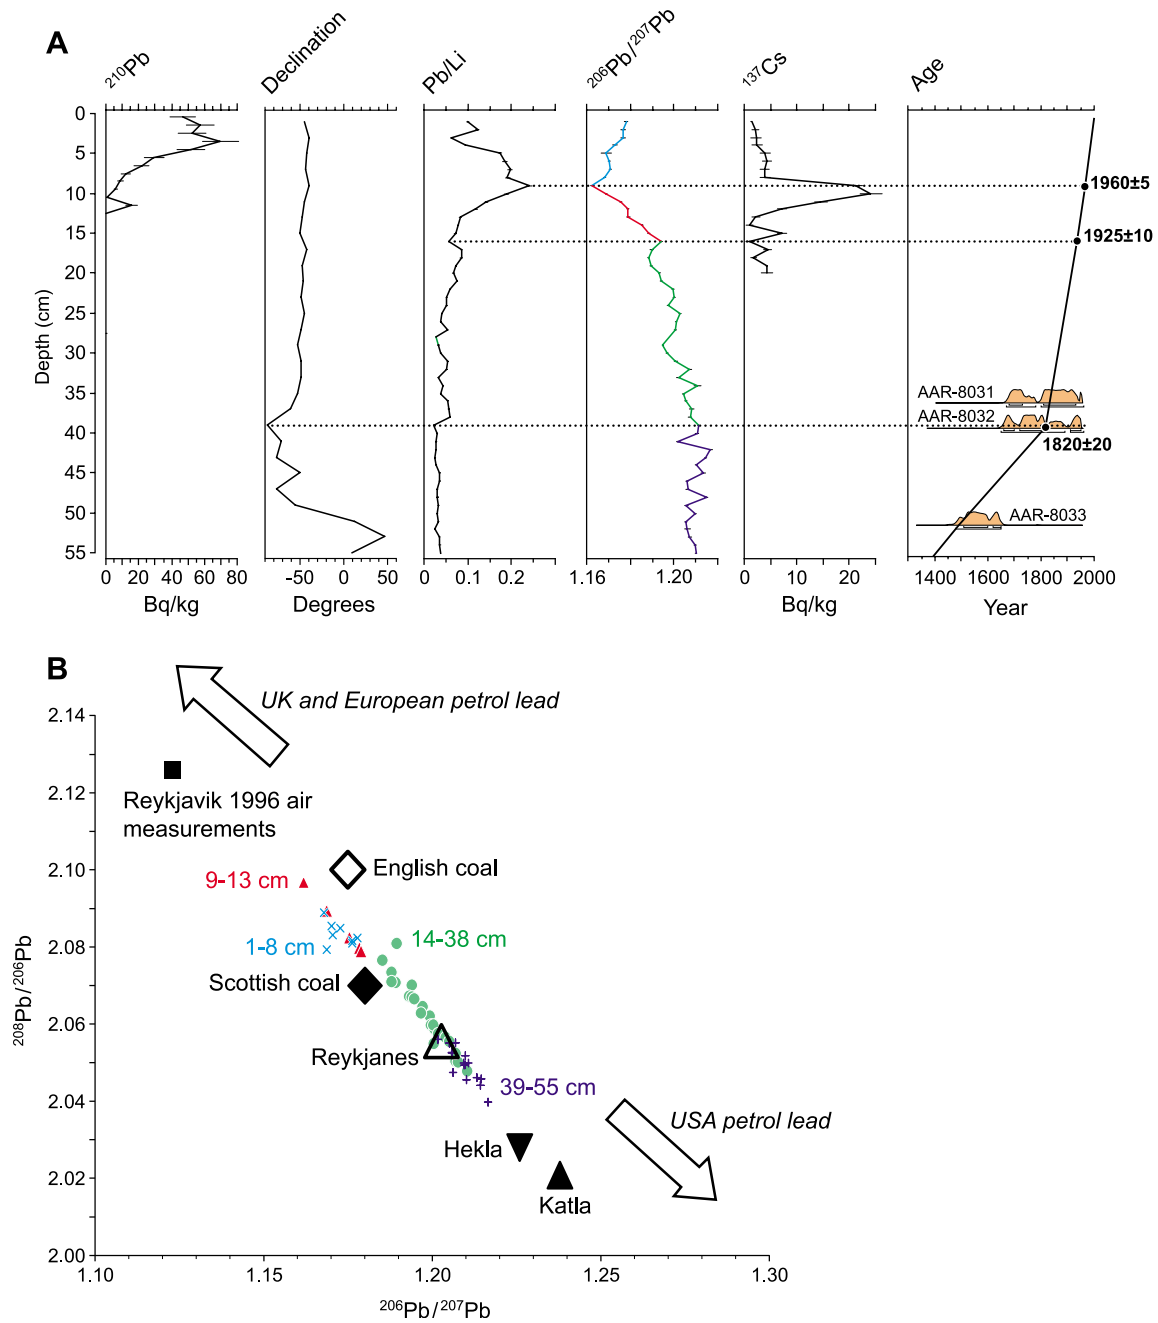 A
²¹⁰Pb
Declination
Pb/Li
²⁰⁶Pb/²⁰⁷Pb
¹³⁷Cs
Age
0
5
10
15
20
25
30
35
40
45
50
55
Depth (cm)
1960±5
1925±10
AAR-8031
AAR-8032
1820±20
AAR-8033
0 20 40 60 80
-50 0 50
0 0.1 0.2
1.16 1.20
0 10 20
1400 1600 1800 2000
Bq/kg
Degrees
Bq/kg
Year
B
UK and European petrol lead
2.14
2.12
2.10
2.08
2.06
2.04
2.02
2.00
²⁰⁸Pb/²⁰⁶Pb
Reykjavik 1996 air
measurements
9-13 cm
English coal
1-8 cm
14-38 cm
Scottish coal
Reykjanes
39-55 cm
USA petrol lead
Hekla
Katla
1.10 1.15 1.20 1.25 1.30
²⁰⁶Pb/²⁰⁷Pb